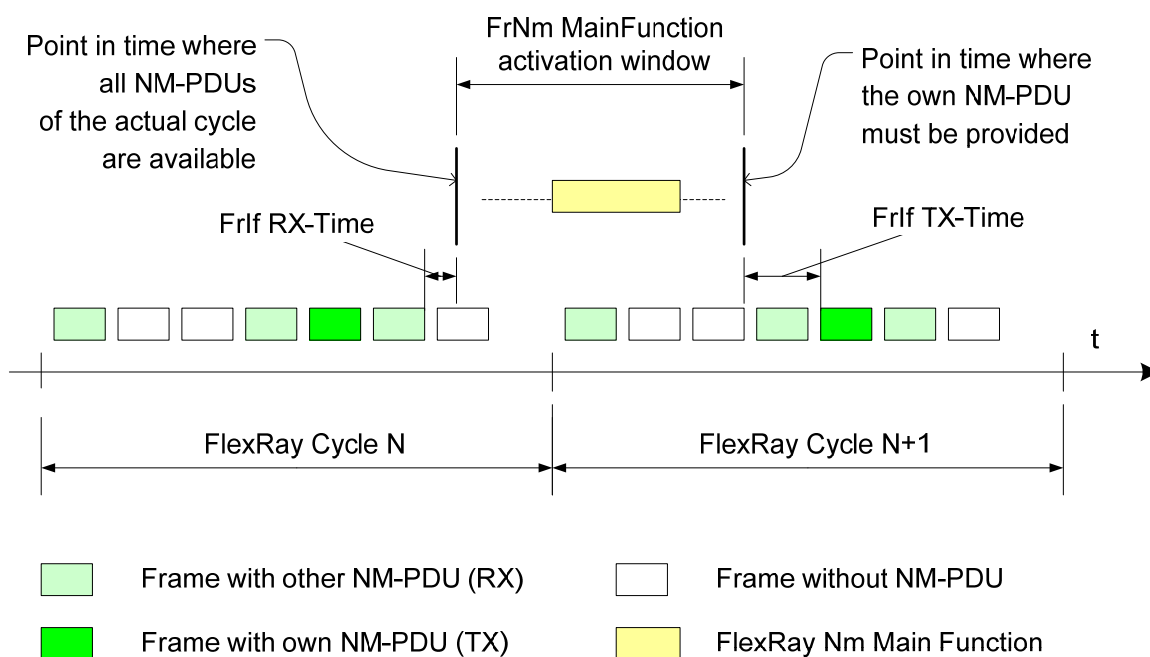 Point in time where
all NM-PDUs
of the actual cycle
are available
FrNm MainFunction
activation window
Point in time where
the own NM-PDU
must be provided
FrIf RX-Time
FrIf TX-Time
t
FlexRay Cycle N
FlexRay Cycle N+1
Frame with other NM-PDU (RX)
Frame without NM-PDU
Frame with own NM-PDU (TX)
FlexRay Nm Main Function